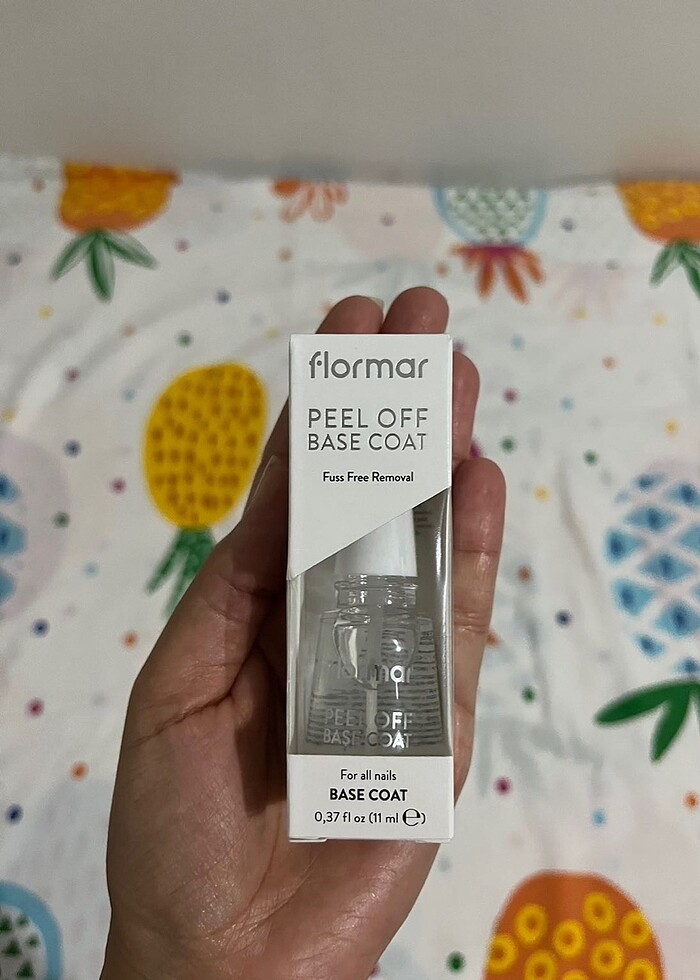 flormar
PEEL OFF
BASE COAT
Fuss Free Removal
flormar
PEEL OFF
BASE COAT
For all nails
BASE COAT
0,37 fl oz (11 ml ℮)